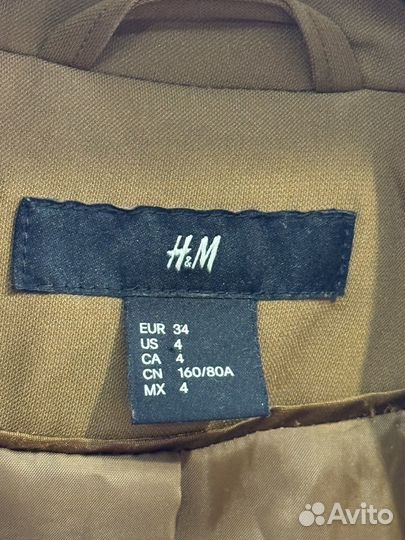 H&M
EUR 34
US 4
CA 4
CN 160/80A
MX 4
Avito